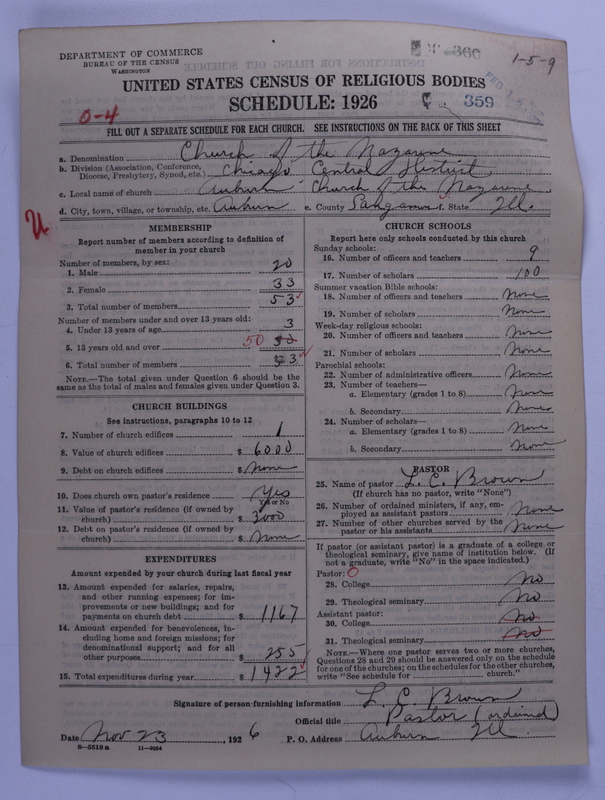 DEPARTMENT OF COMMERCE
BUREAU OF THE CENSUS
WASHINGTON
360
1-5-9
UNITED STATES CENSUS OF RELIGIOUS BODIES
SCHEDULE: 1926
359
0-4
FILL OUT A SEPARATE SCHEDULE FOR EACH CHURCH. SEE INSTRUCTIONS ON THE BACK OF THIS SHEET
a. Denomination Church of the Nazarene
b. Division (Association, Conference, Diocese, Presbytery, Synod, etc.) Chicago Central District
c. Local name of church Auburn Church of the Nazarene
d. City, town, village, or township, etc. Auburn e. County Sangamon f. State Ill.
MEMBERSHIP
Report number of members according to definition of member in your church
Number of members, by sex:
1. Male 20
2. Female 33
3. Total number of members 53
Number of members under and over 13 years old:
4. Under 13 years of age 3
5. 13 years old and over 50
6. Total number of members 53
NOTE.—The total given under Question 6 should be the same as the total of males and females given under Question 3.
CHURCH BUILDINGS
See instructions, paragraphs 10 to 12
7. Number of church edifices 1
8. Value of church edifices $ 6000
9. Debt on church edifices $ None
10. Does church own pastor's residence Yes
Yes or No
11. Value of pastor's residence (if owned by church) $ 3000
12. Debt on pastor's residence (if owned by church) $ None
EXPENDITURES
Amount expended by your church during last fiscal year
13. Amount expended for salaries, repairs, and other running expenses; for improvements or new buildings; and for payments on church debt $ 1167
14. Amount expended for benevolences, including home and foreign missions; for denominational support; and for all other purposes $ 255
15. Total expenditures during year $ 1422
CHURCH SCHOOLS
Report here only schools conducted by this church
Sunday schools:
16. Number of officers and teachers 9
17. Number of scholars 100
Summer vacation Bible schools:
18. Number of officers and teachers None
19. Number of scholars None
Week-day religious schools:
20. Number of officers and teachers None
21. Number of scholars None
Parochial schools:
22. Number of administrative officers None
23. Number of teachers—
a. Elementary (grades 1 to 8) None
b. Secondary None
24. Number of scholars—
a. Elementary (grades 1 to 8) None
b. Secondary None
PASTOR
25. Name of pastor L. C. Brown
(If church has no pastor, write "None")
26. Number of ordained ministers, if any, employed as assistant pastors None
27. Number of other churches served by the pastor or his assistants None
If pastor (or assistant pastor) is a graduate of a college or theological seminary, give name of institution below. (If not a graduate, write "No" in the space indicated.)
Pastor: O
28. College No
29. Theological seminary No
Assistant pastor:
30. College No
31. Theological seminary No
NOTE.—Where one pastor serves two or more churches, Questions 28 and 29 should be answered only on the schedule for one of the churches; on the schedules for the other churches, write "See schedule for church."
Signature of person furnishing information L. C. Brown
Official title Pastor (ordained)
Date Nov 23, 1926 P. O. Address Auburn Ill
8-5518a 11-9024